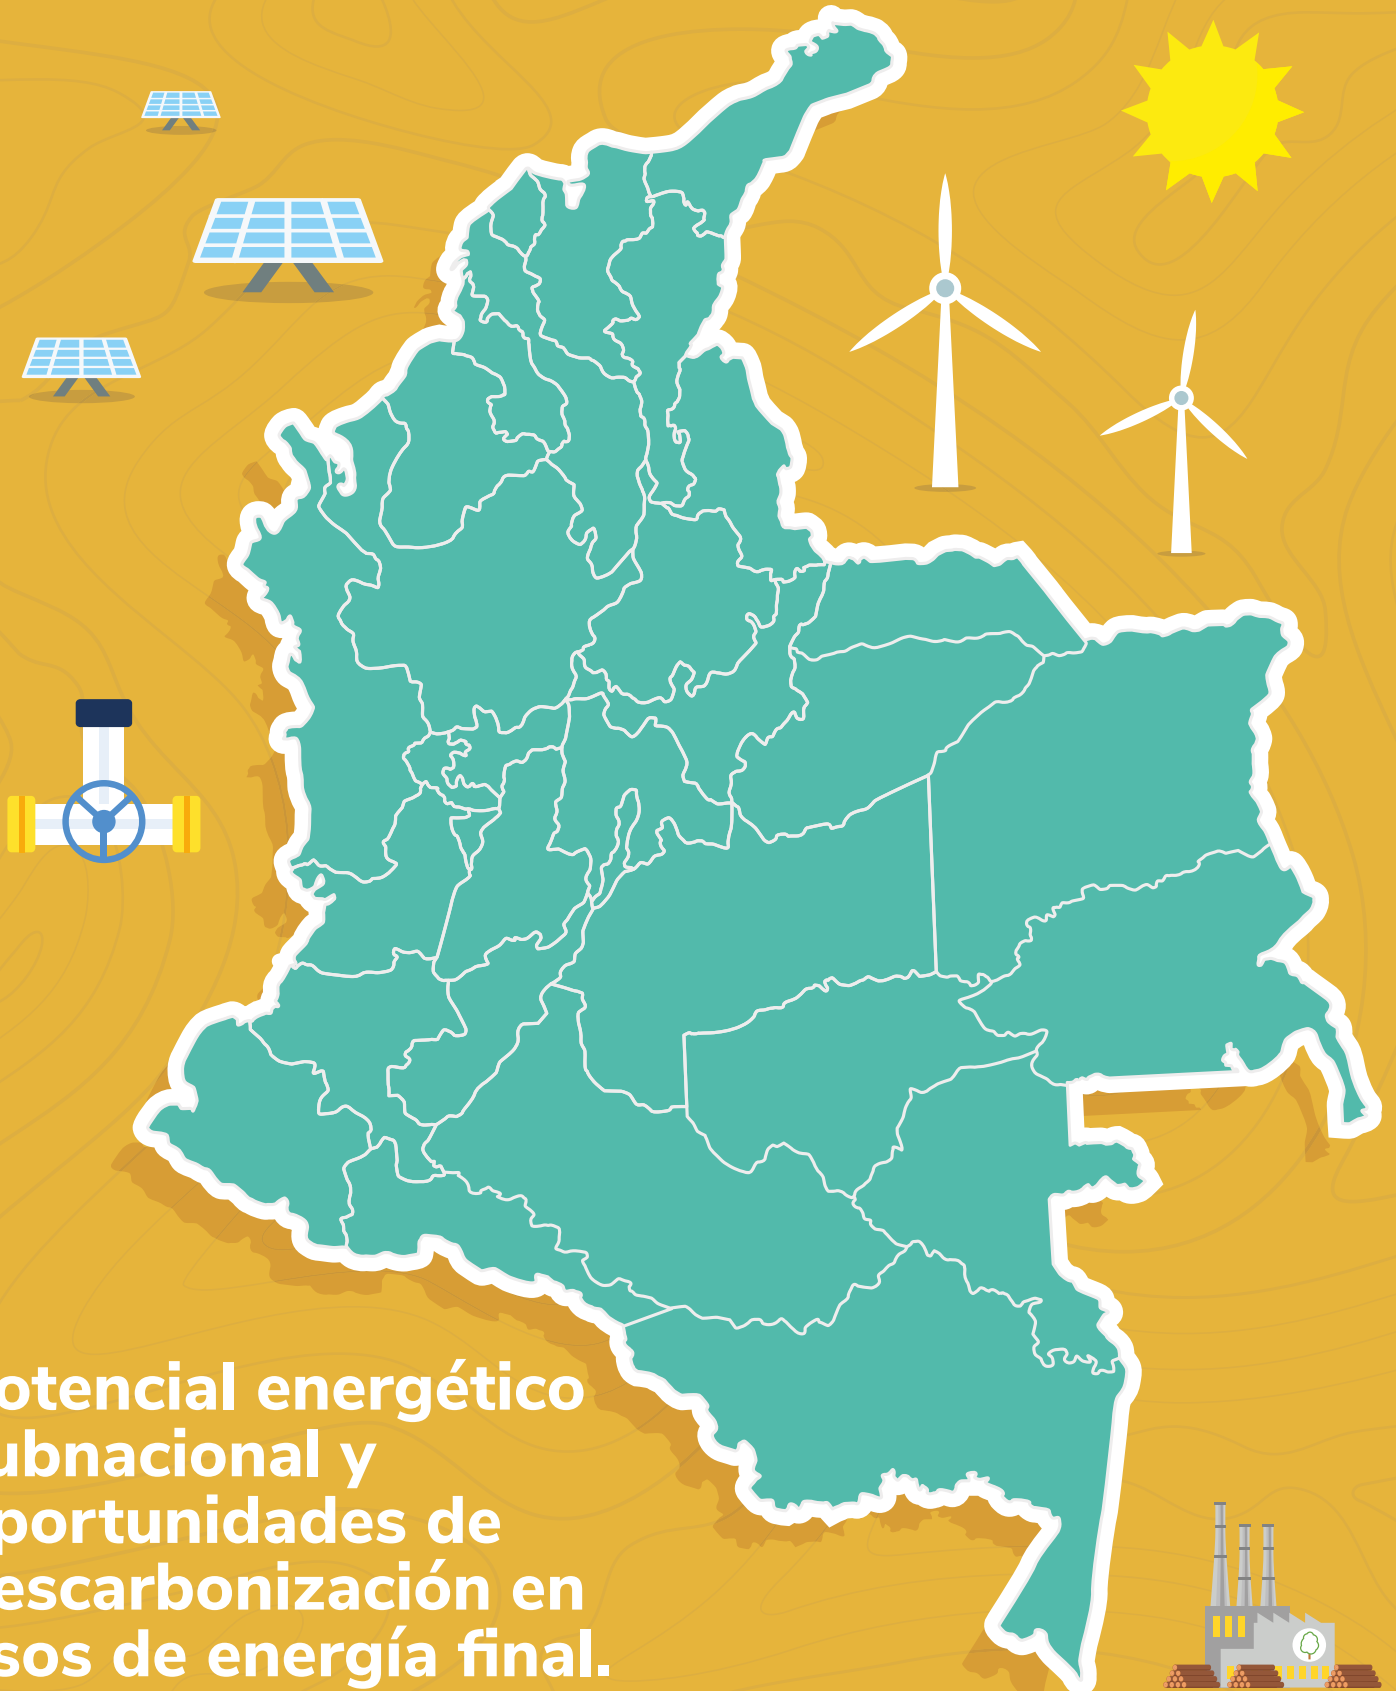 otencial energético
ubnacional y
portunidades de
escarbonización en
sos de energía final.